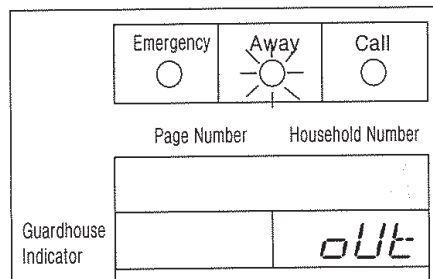 Emergency Away Call
Page Number Household Number
Guardhouse
Indicator
oUt